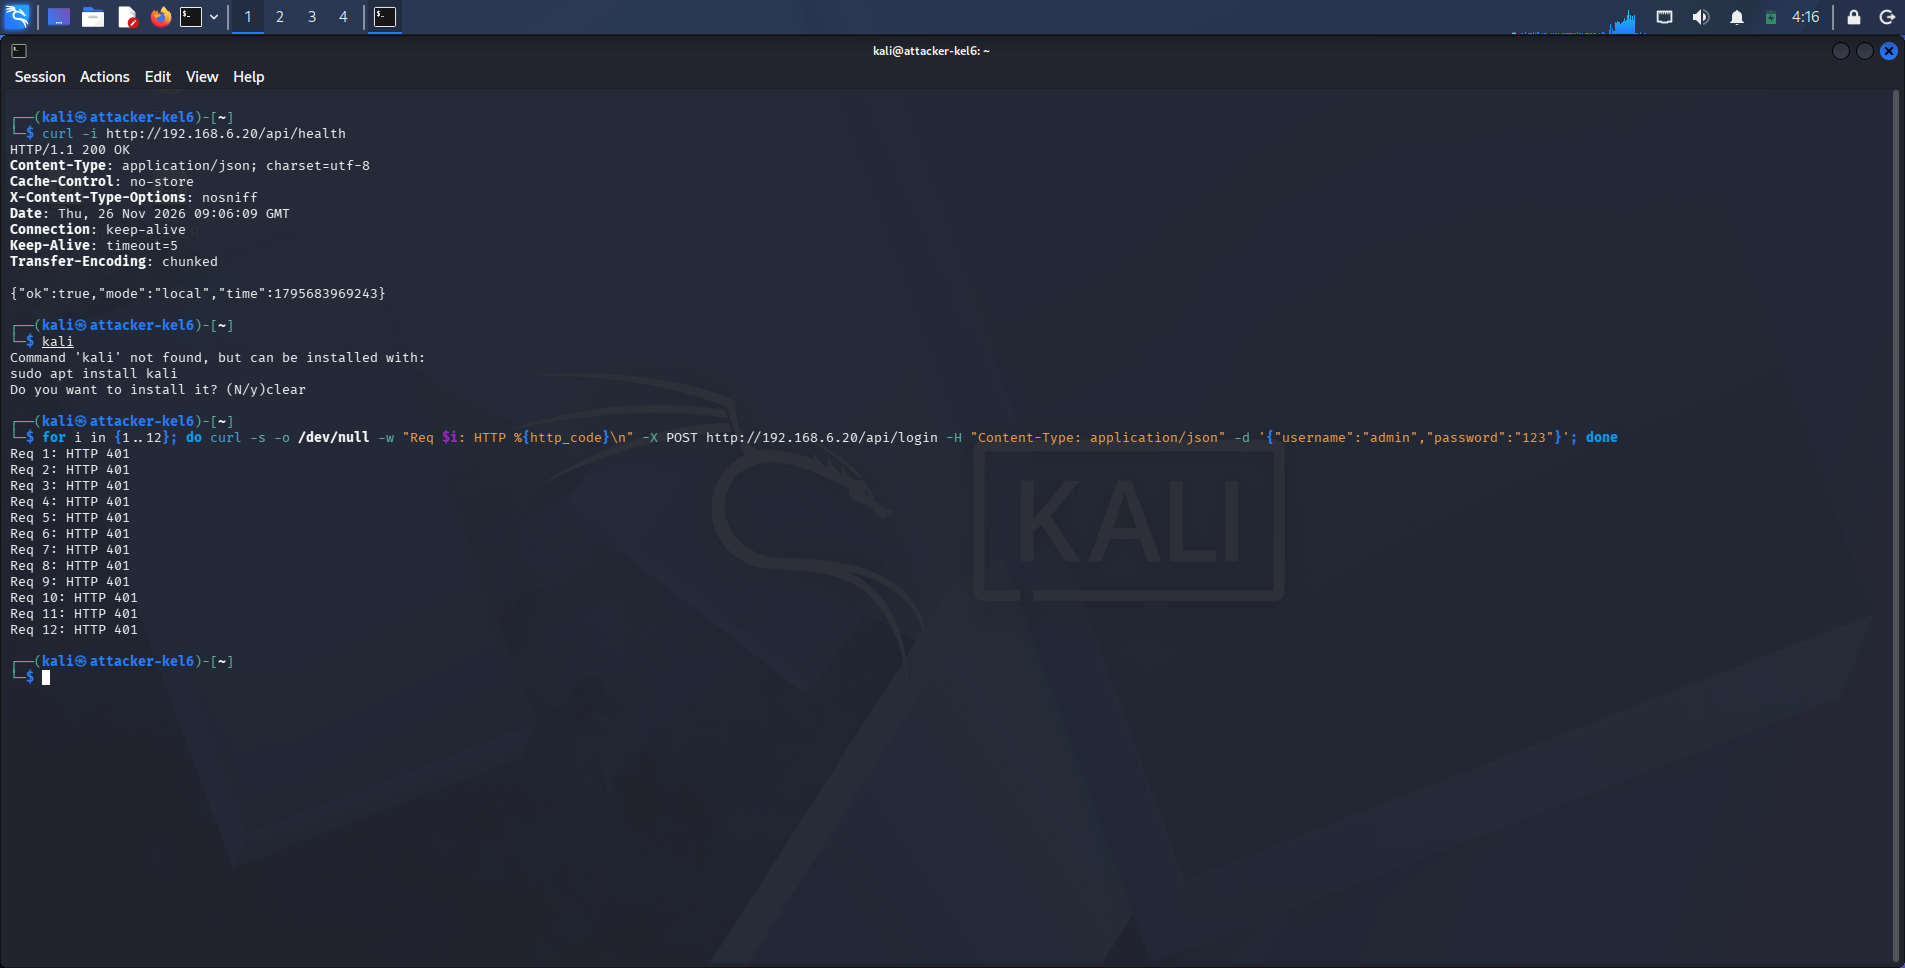 1 2 3 4 4:16
kali@attacker-kel6: ~
Session Actions Edit View Help
┌──(kali㉿attacker-kel6)-[~]
└─$ curl -i http://192.168.6.20/api/health
HTTP/1.1 200 OK
Content-Type: application/json; charset=utf-8
Cache-Control: no-store
X-Content-Type-Options: nosniff
Date: Thu, 26 Nov 2026 09:06:09 GMT
Connection: keep-alive
Keep-Alive: timeout=5
Transfer-Encoding: chunked
{"ok":true,"mode":"local","time":1795683969243}
┌──(kali㉿attacker-kel6)-[~]
└─$ kali
Command 'kali' not found, but can be installed with:
sudo apt install kali
Do you want to install it? (N/y)clear
┌──(kali㉿attacker-kel6)-[~]
└─$ for i in {1..12}; do curl -s -o /dev/null -w "Req $i: HTTP %{http_code}\n" -X POST http://192.168.6.20/api/login -H "Content-Type: application/json" -d '{"username":"admin","password":"123"}'; done
Req 1: HTTP 401
Req 2: HTTP 401
Req 3: HTTP 401
Req 4: HTTP 401
Req 5: HTTP 401
Req 6: HTTP 401
Req 7: HTTP 401
Req 8: HTTP 401
Req 9: HTTP 401
Req 10: HTTP 401
Req 11: HTTP 401
Req 12: HTTP 401
┌──(kali㉿attacker-kel6)-[~]
└─$
KALI